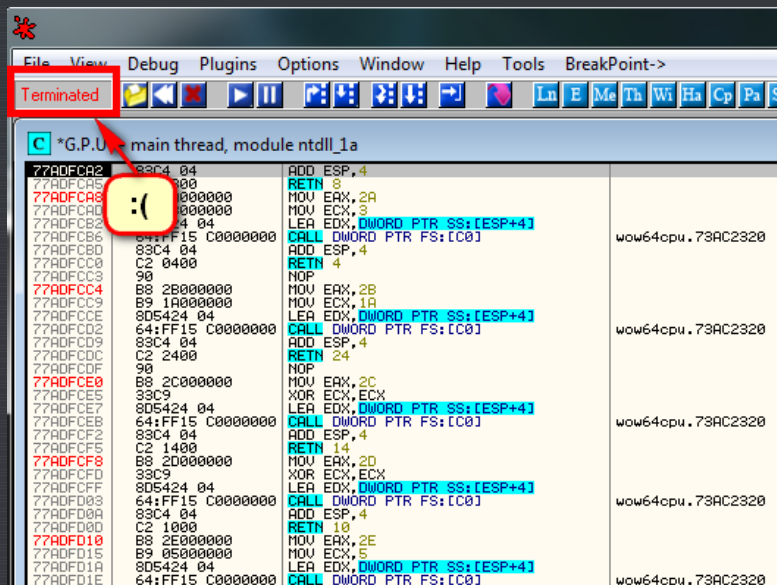 File View Debug Plugins Options Window Help Tools BreakPoint->
Terminated Ln E Me Th Wi Ha Cp Pa
C *G.P.U main thread, module ntdll_1a
:(
77ADFCA2 83C4 04 ADD ESP,4
77ADFCA5 RETN 8
77ADFCA8 MOV EAX,2A
77ADFCAD MOV ECX,3
77ADFCB2 LEA EDX,DWORD PTR SS:[ESP+4]
77ADFCB6 64:FF15 C0000000 CALL DWORD PTR FS:[C0] wow64cpu.73AC2320
77ADFCBD 83C4 04 ADD ESP,4
77ADFCC0 C2 0400 RETN 4
77ADFCC3 90 NOP
77ADFCC4 B8 2B000000 MOV EAX,2B
77ADFCC9 B9 1A000000 MOV ECX,1A
77ADFCCE 8D5424 04 LEA EDX,DWORD PTR SS:[ESP+4]
77ADFCD2 64:FF15 C0000000 CALL DWORD PTR FS:[C0] wow64cpu.73AC2320
77ADFCD9 83C4 04 ADD ESP,4
77ADFCDC C2 2400 RETN 24
77ADFCDF 90 NOP
77ADFCE0 B8 2C000000 MOV EAX,2C
77ADFCE5 33C9 XOR ECX,ECX
77ADFCE7 8D5424 04 LEA EDX,DWORD PTR SS:[ESP+4]
77ADFCEB 64:FF15 C0000000 CALL DWORD PTR FS:[C0] wow64cpu.73AC2320
77ADFCF2 83C4 04 ADD ESP,4
77ADFCF5 C2 1400 RETN 14
77ADFCF8 B8 2D000000 MOV EAX,2D
77ADFCFD 33C9 XOR ECX,ECX
77ADFCFF 8D5424 04 LEA EDX,DWORD PTR SS:[ESP+4]
77ADFD03 64:FF15 C0000000 CALL DWORD PTR FS:[C0] wow64cpu.73AC2320
77ADFD0A 83C4 04 ADD ESP,4
77ADFD0D C2 1000 RETN 10
77ADFD10 B8 2E000000 MOV EAX,2E
77ADFD15 B9 05000000 MOV ECX,5
77ADFD1A 8D5424 04 LEA EDX,DWORD PTR SS:[ESP+4]
77ADFD1E 64:FF15 C0000000 CALL DWORD PTR FS:[C0] wow64cpu.73AC2320